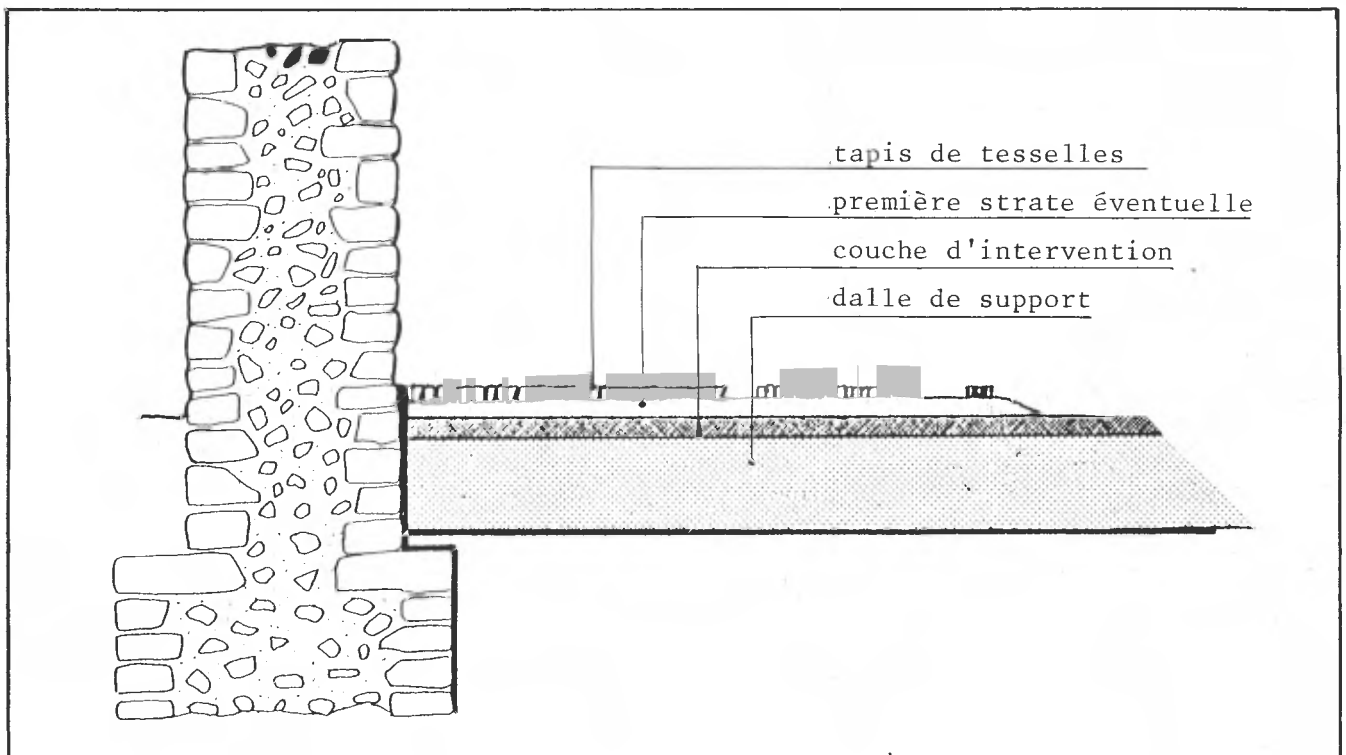 tapis de tesselles
première strate éventuelle
couche d'intervention
dalle de support